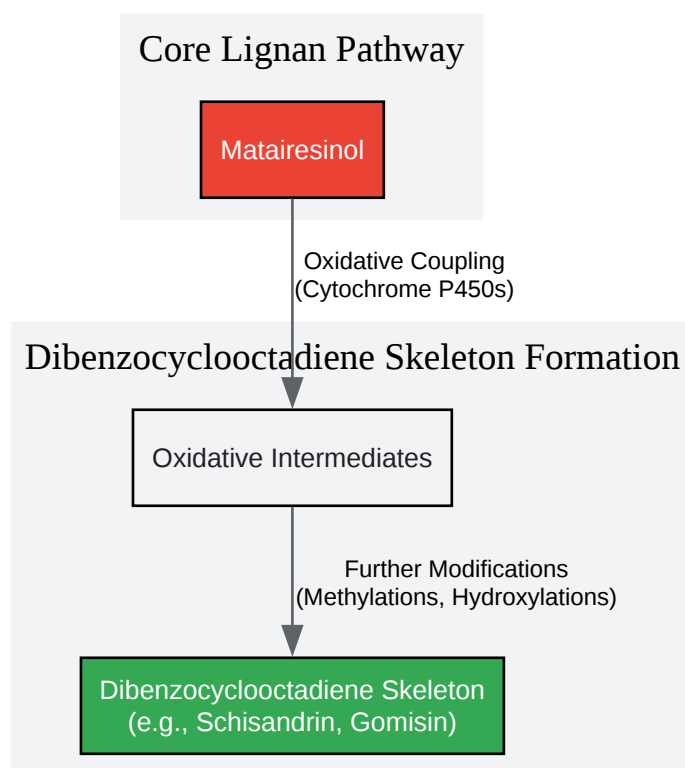 Core Lignan Pathway
Matairesinol
Oxidative Coupling
(Cytochrome P450s)
Dibenzocyclooctadiene Skeleton Formation
Oxidative Intermediates
Further Modifications
(Methylations, Hydroxylations)
Dibenzocyclooctadiene Skeleton
(e.g., Schisandrin, Gomisin)